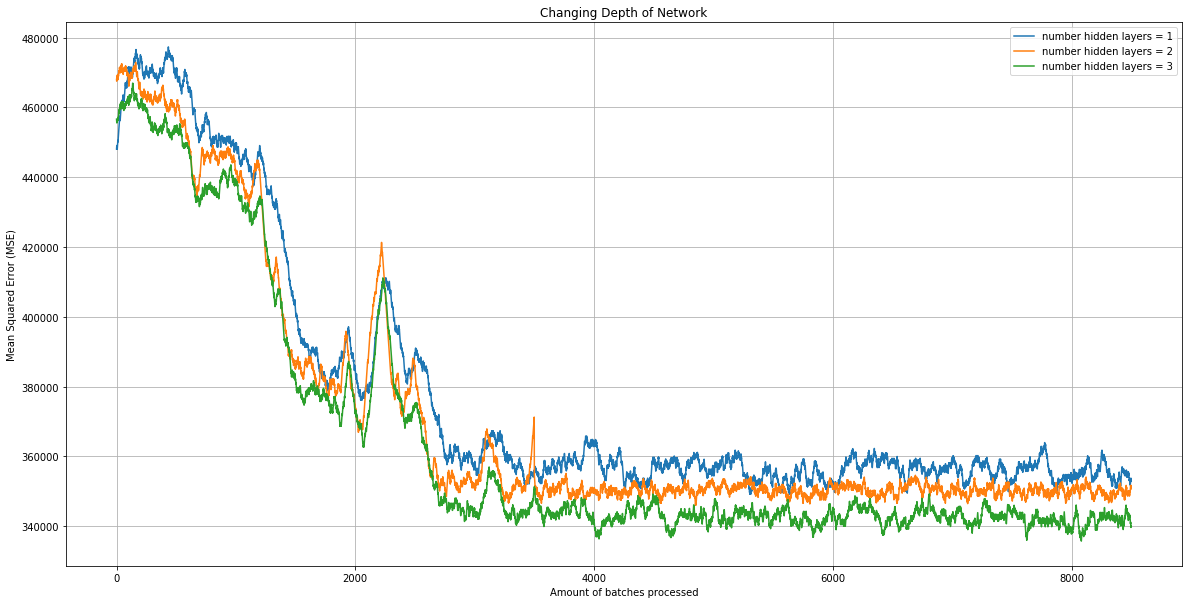 Changing Depth of Network
number hidden layers = 1
number hidden layers = 2
number hidden layers = 3
Mean Squared Error (MSE)
480000
460000
440000
420000
400000
380000
360000
340000
0
2000
4000
6000
8000
Amount of batches processed